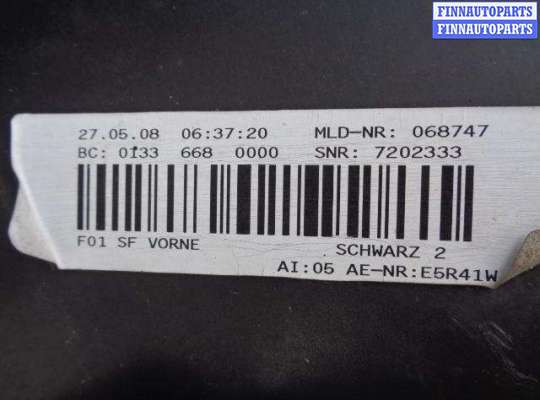 FINNAUTOPARTS
FINNAUTOPARTS
27.05.08 06:37:20 MLD-NR: 068747
BC: 0133 668 0000 SNR: 7202333
F01 SF VORNE SCHWARZ 2
AI:05 AE-NR:E5R41W